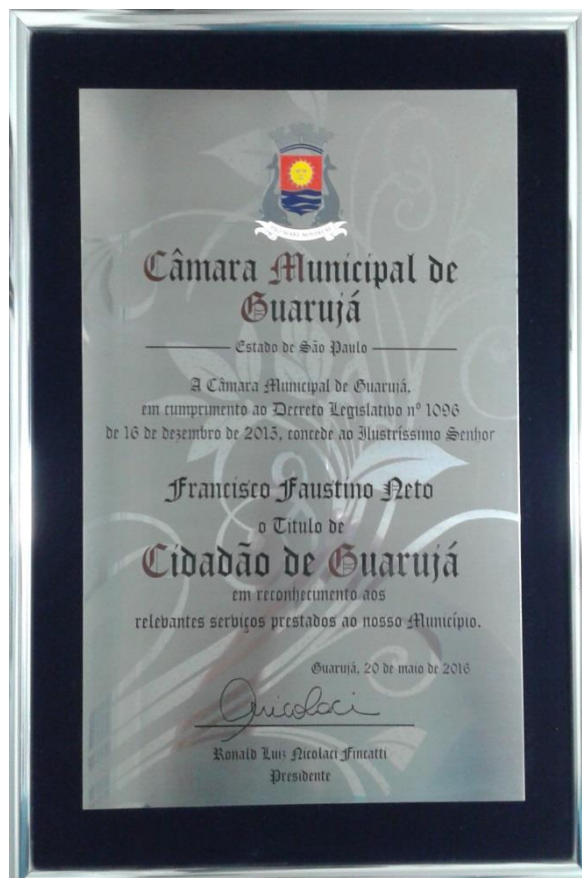 Câmara Municipal de
Guarujá
Estado de São Paulo
A Câmara Municipal de Guarujá,
em cumprimento ao Decreto Legislativo nº 1096
de 16 de dezembro de 2015, concede ao Ilustríssimo Senhor
Francisco Faustino Neto
o Titulo de
Cidadão de Guarujá
em reconhecimento aos
relevantes serviços prestados ao nosso Município.
Guarujá, 20 de maio de 2016
Rnicolaci
Ronald Luiz Nicolaci Fincatti
Presidente